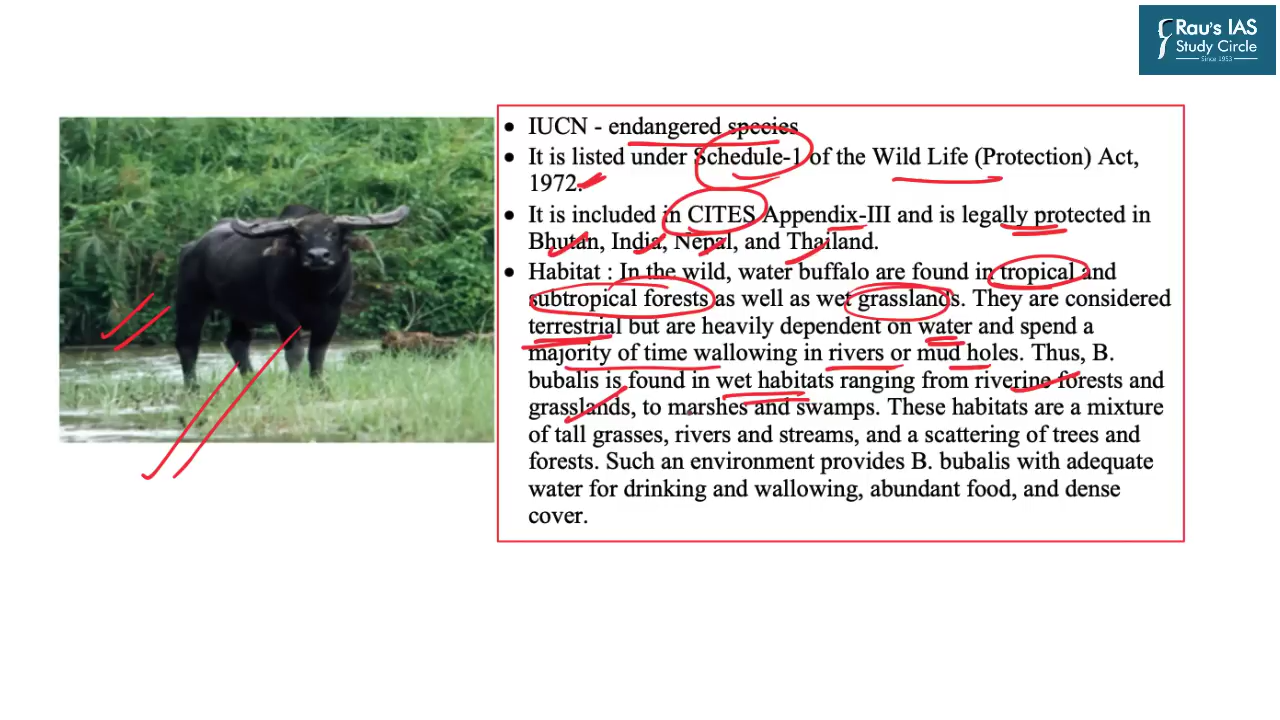 Rau's IAS
Study Circle
Since 1953
• IUCN - endangered species
• It is listed under Schedule-1 of the Wild Life (Protection) Act,
1972.
• It is included in CITES Appendix-III and is legally protected in
Bhutan, India, Nepal, and Thailand.
• Habitat : In the wild, water buffalo are found in tropical and
subtropical forests as well as wet grasslands. They are considered
terrestrial but are heavily dependent on water and spend a
majority of time wallowing in rivers or mud holes. Thus, B.
bubalis is found in wet habitats ranging from riverine forests and
grasslands, to marshes and swamps. These habitats are a mixture
of tall grasses, rivers and streams, and a scattering of trees and
forests. Such an environment provides B. bubalis with adequate
water for drinking and wallowing, abundant food, and dense
cover.